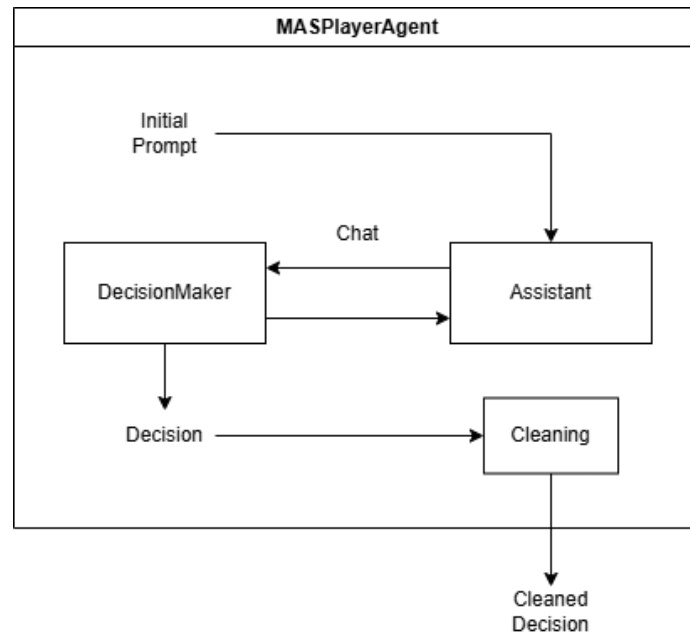 MASPlayerAgent
Initial
Prompt
Chat
DecisionMaker
Assistant
Decision
Cleaning
Cleaned
Decision